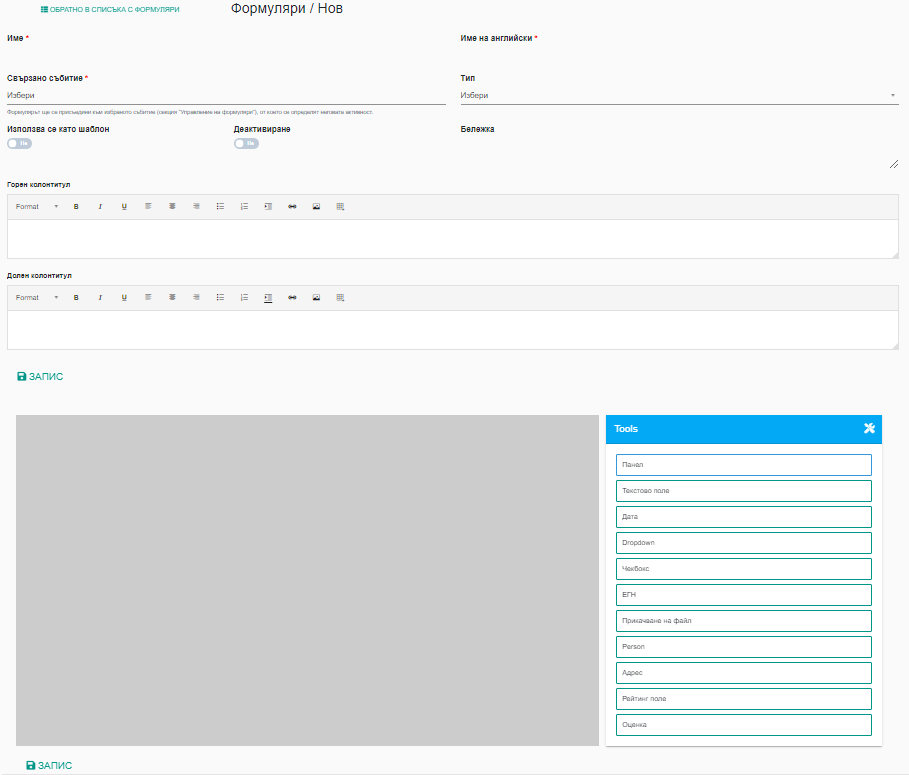 ОБРАТНО В СПИСЪКА С ФОРМУЛЯРИ
Формуляри / Нов
Име *
Име на английски *
Свързано събитие *
Тип
Избери
Избери
Формулярът ще се присъедини към избраното събитие (секция "Управление на формуляри"), от което се определят неговата активност.
Използва се като шаблон
Деактивиране
Бележка
Не
Не
Горен колонтитул
Format B I U
Долен колонтитул
Format B I U
ЗАПИС
Tools
Панел
Текстово поле
Дата
Dropdown
Чекбокс
ЕГН
Прикачване на файл
Person
Адрес
Рейтинг поле
Оценка
ЗАПИС